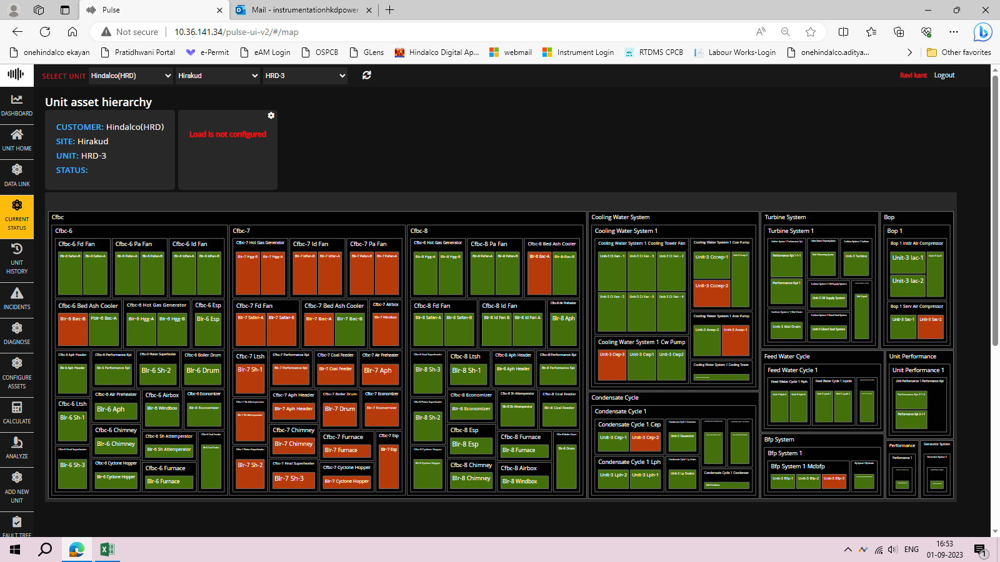 Pulse
Mail - instrumentationhkdpower
Not secure
10.36.141.34/pulse-ui-v2/#/map
onehindalco ekayan
Pratidhwani Portal
e-Permit
eAM Login
OSPCB
GLens
Hindalco Digital Ap...
webmail
Instrument Login
RTDMS CPCB
Labour Works-Login
onehindalco.aditya...
Other favorites
SELECT UNIT
Hindalco(HRD)
Hirakud
HRD-3
Ravi kant
Logout
DASHBOARD
UNIT HOME
DATA LINK
CURRENT
STATUS
UNIT
HISTORY
INCIDENTS
DIAGNOSE
CONFIGURE
ASSETS
CALCULATE
ANALYZE
ADD NEW
UNIT
FAULT TREE
Unit asset hierarchy
CUSTOMER: Hindalco(HRD)
SITE: Hirakud
UNIT: HRD-3
STATUS:
Load is not configured
Cfbc
Cfbc-6
Cfbc-6 Fd Fan
Blr-6 Safan-B
Blr-6 Safan-A
Cfbc-6 Pa Fan
Blr-6 Pafan-A
Blr-6 Pafan-B
Cfbc-6 Id Fan
Blr-6 Idfan-A
Blr-6 Idfan-B
Cfbc-6 Bed Ash Cooler
Blr-6 Bac-B
Fblr-6 Bac-A
Cfbc-6 Hot Gas Generator
Blr-6 Hgg-A
Blr-6 Hgg-B
Cfbc-6 Esp
Blr-6 Esp
Cfbc-6 Aph Header
Blr-6 Aph Header
Cfbc-6 Performance Kpi
Blr-6 Performance Kpi
Cfbc-6 Platen Superheater
Blr-6 Sh-2
Cfbc-6 Boiler Drum
Blr-6 Drum
Cfbc-6 Ltsh
Blr-6 Sh-1
Cfbc-6 Air Preheater
Blr-6 Aph
Cfbc-6 Airbox
Blr-6 Windbox
Cfbc-6 Economizer
Blr-6 Economizer
Cfbc-6 Chimney
Blr-6 Chimney
Cfbc-6 Sh Attemperator
Blr-6 Sh Attemperator
Cfbc-6 Coal Feeder
Blr-6 Coal Feeder
Cfbc-6 Final Superheater
Blr-6 Sh-3
Cfbc-6 Cyclone Hopper
Blr-6 Cyclone Hopper
Cfbc-6 Furnace
Blr-6 Furnace
Cfbc-7
Cfbc-7 Hot Gas Generator
Blr-7 Hgg-B
Blr-7 Hgg-A
Cfbc-7 Id Fan
Blr-7 Idfan-B
Blr-7 Idfan-A
Cfbc-7 Pa Fan
Blr-7 Pafan-B
Blr-7 Pafan-A
Cfbc-7 Fd Fan
Blr-7 Safan-A
Blr-7 Safan-B
Cfbc-7 Bed Ash Cooler
Blr-7 Bac-A
Blr-7 Bac-B
Cfbc-7 Airbox
Blr-7 Windbox
Cfbc-7 Ltsh
Blr-7 Sh-1
Cfbc-7 Performance Kpi
Blr-7 Performance Kpi
Cfbc-7 Coal Feeder
Blr-7 Coal Feeder
Cfbc-7 Air Preheater
Blr-7 Aph
Cfbc-7 Sh Attemperator
Blr-7 Sh Attemperator
Cfbc-7 Aph Header
Blr-7 Aph Header
Cfbc-7 Boiler Drum
Blr-7 Drum
Cfbc-7 Economizer
Blr-7 Economizer
Cfbc-7 Chimney
Blr-7 Chimney
Cfbc-7 Furnace
Blr-7 Furnace
Cfbc-7 Esp
Blr-7 Esp
Cfbc-7 Platen Superheater
Blr-7 Sh-2
Cfbc-7 Final Superheater
Blr-7 Sh-3
Cfbc-7 Cyclone Hopper
Blr-7 Cyclone Hopper
Cfbc-8
Cfbc-8 Hot Gas Generator
Blr-8 Hgg-A
Blr-8 Hgg-B
Cfbc-8 Pa Fan
Blr-8 Pafan-A
Blr-8 Pafan-B
Cfbc-8 Bed Ash Cooler
Blr-8 Bac-A
Blr-8 Bac-B
Cfbc-8 Fd Fan
Blr-8 Safan-A
Blr-8 Safan-B
Cfbc-8 Id Fan
Blr-8 Id Fan B
Blr-8 Id Fan A
Cfbc-8 Air Preheater
Blr-8 Aph
Cfbc-8 Final Superheater
Blr-8 Sh-3
Cfbc-8 Ltsh
Blr-8 Sh-1
Cfbc-8 Aph Header
Blr-8 Aph Header
Cfbc-8 Performance Kpi
Blr-8 Performance Kpi
Cfbc-8 Platen Superheater
Blr-8 Sh-2
Cfbc-8 Economizer
Blr-8 Economizer
Cfbc-8 Sh Attemperator
Blr-8 Sh Attemperator
Cfbc-8 Coal Feeder
Blr-8 Coal Feeder
Cfbc-8 Esp
Blr-8 Esp
Cfbc-8 Furnace
Blr-8 Furnace
Cfbc-8 Boiler Drum
Blr-8 Drum
Cfbc-8 Cyclone Hopper
Blr-8 Cyclone Hopper
Cfbc-8 Chimney
Blr-8 Chimney
Cfbc-8 Airbox
Blr-8 Windbox
Cooling Water System
Cooling Water System 1
Cooling Water System 1 Cooling Tower Fan
Unit-3 Ct Fan - 1
Unit-3 Ct Fan - 5
Unit-3 Ct Fan - 2
Unit-3 Ct Fan - 3
Unit-3 Ct Fan - 6
Unit-3 Ct Fan - 4
Cooling Water System 1 Ccw Pump
Unit-3 Cccwp-1
Unit-3 Cccwp-2
Cooling Water System 1 Acw Pump
Unit-3 Acwp-2
Unit-3 Acwp-1
Cooling Water System 1 Cw Pump
Unit-3 Cwp-3
Unit-3 Cwp1
Unit-3 Cwp2
Cooling Water System 1 Cooling Tower
Condensate Cycle
Condensate Cycle 1
Condensate Cycle 1 Cep
Unit-3 Cep-1
Unit-3 Cep-2
Condensate Cycle 1 Deaerator
Unit-3 Deaerator
Condensate Cycle 1 Lph
Unit-3 Lph-2
Unit-3 Lph-1
Condensate Cycle 1 Lp Drains
Unit-3 Lp Drains
Condensate Cycle 1 Condenser
Unit-3 Condenser
Turbine System
Turbine System 1
Turbine System 1 Performance Kpi
Performance Kpi 1-1-1
Performance Kpi 1
Turbine System 1 Turbine
Unit-3 Turbine
Turbine System 1 Oil Supply System
Unit-3 Oil Supply System
Turbine System 1 Mal Drain
Unit-3 Mal Drain
Turbine System 1 Gland Seal System
Unit-3 Gland Seal System
Bop
Bop 1
Bop 1 Instr Air Compressor
Unit-3 Iac-1
Unit-3 Iac-2
Bop 1 Serv Air Compressor
Unit-3 Sac-1
Unit-3 Sac-2
Feed Water Cycle
Feed Water Cycle 1
Feed Water Cycle 1 Hph
Unit-3 Hph-5
Unit-3 Hph-6
Feed Water Cycle 1 Lcpnls
Unit Performance
Unit Performance 1
Unit Performance 1 Performance Kpi
Performance Kpi 2-1-2
Performance Kpi 2-1-1
Bfp System
Bfp System 1
Bfp System 1 Mdbfp
Unit-3 Bfp-1
Unit-3 Bfp-2
Unit-3 Bfp-3
Performance
Performance 1
Generator System
Generator System 1
ENG
16:53
01-09-2023
1